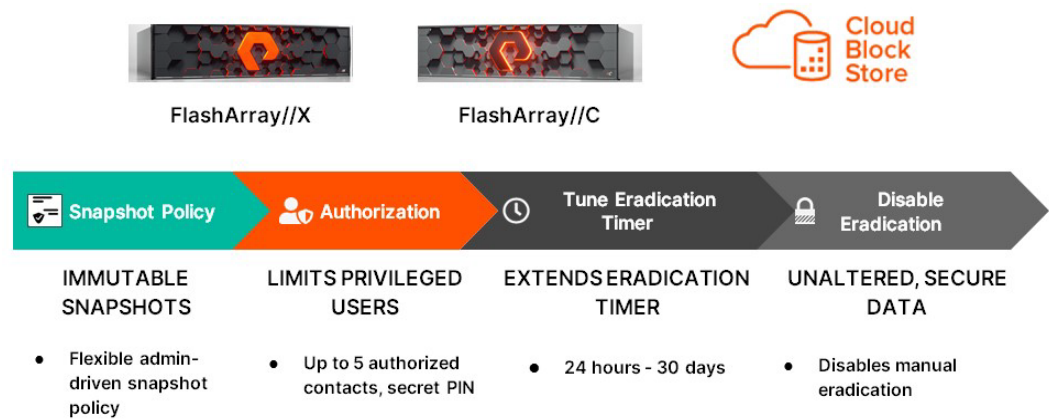 Cloud
Block
Store
FlashArray//X
FlashArray//C
Snapshot Policy
Authorization
Tune Eradication
Timer
Disable
Eradication
IMMUTABLE
SNAPSHOTS
LIMITS PRIVILEGED
USERS
EXTENDS ERADICATION
TIMER
UNALTERED, SECURE
DATA
• Flexible admin-
driven snapshot
policy
• Up to 5 authorized
contacts, secret PIN
• 24 hours - 30 days
• Disables manual
eradication